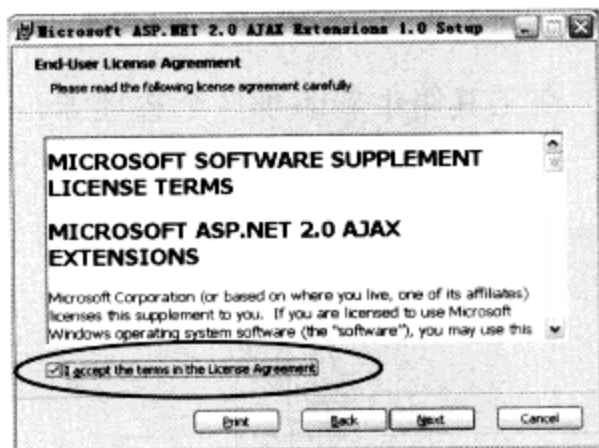 Microsoft ASP.NET 2.0 AJAX Extensions 1.0 Setup
End-User License Agreement
Please read the following license agreement carefully
MICROSOFT SOFTWARE SUPPLEMENT
LICENSE TERMS
MICROSOFT ASP.NET 2.0 AJAX
EXTENSIONS
Microsoft Corporation (or based on where you live, one of its affiliates)
licenses this supplement to you. If you are licensed to use Microsoft
Windows operating system software (the "software"), you may use this
I accept the terms in the License Agreement
Print Back Next Cancel